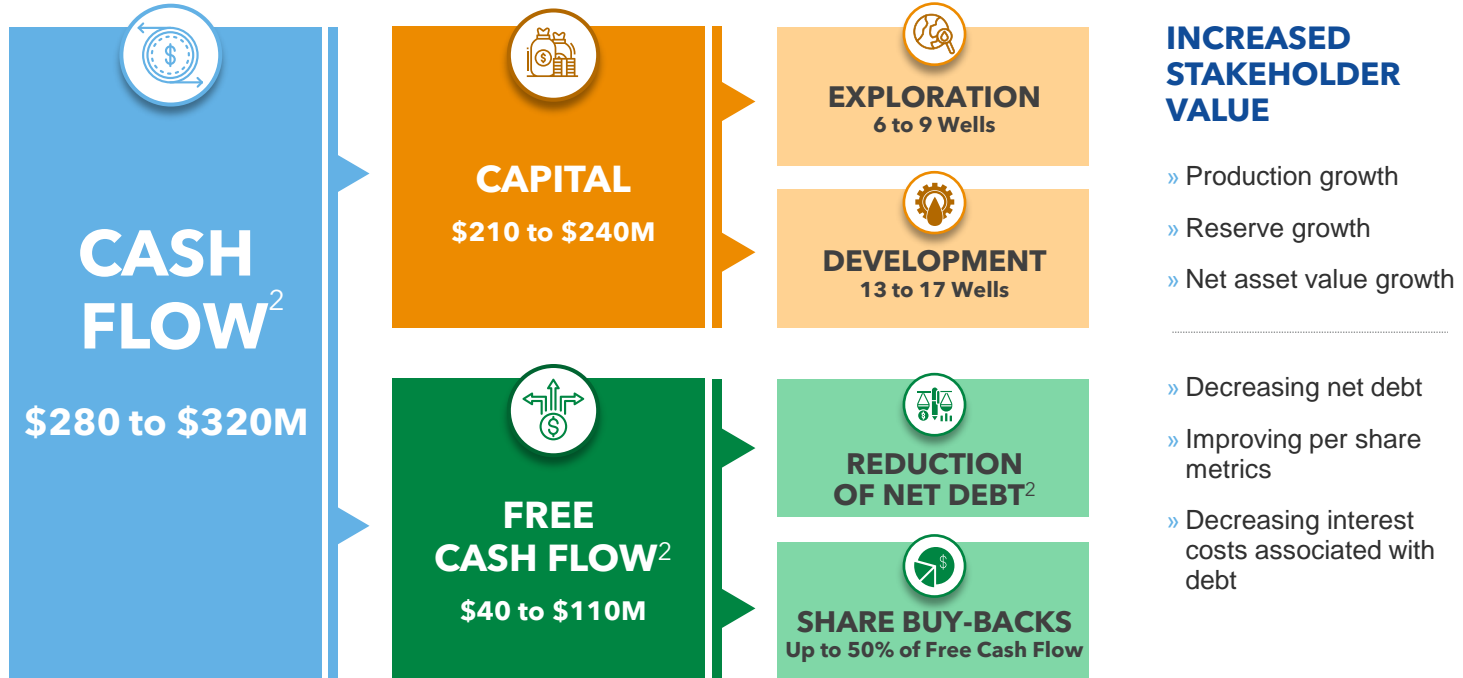 CASH
FLOW2
$280 to $320M
CAPITAL
$210 to $240M
EXPLORATION
6 to 9 Wells
DEVELOPMENT
13 to 17 Wells
FREE
CASH FLOW2
$40 to $110M
REDUCTION
OF NET DEBT2
SHARE BUY-BACKS
Up to 50% of Free Cash Flow
INCREASED
STAKEHOLDER
VALUE
» Production growth
» Reserve growth
» Net asset value growth
» Decreasing net debt
» Improving per share
metrics
» Decreasing interest
costs associated with
debt